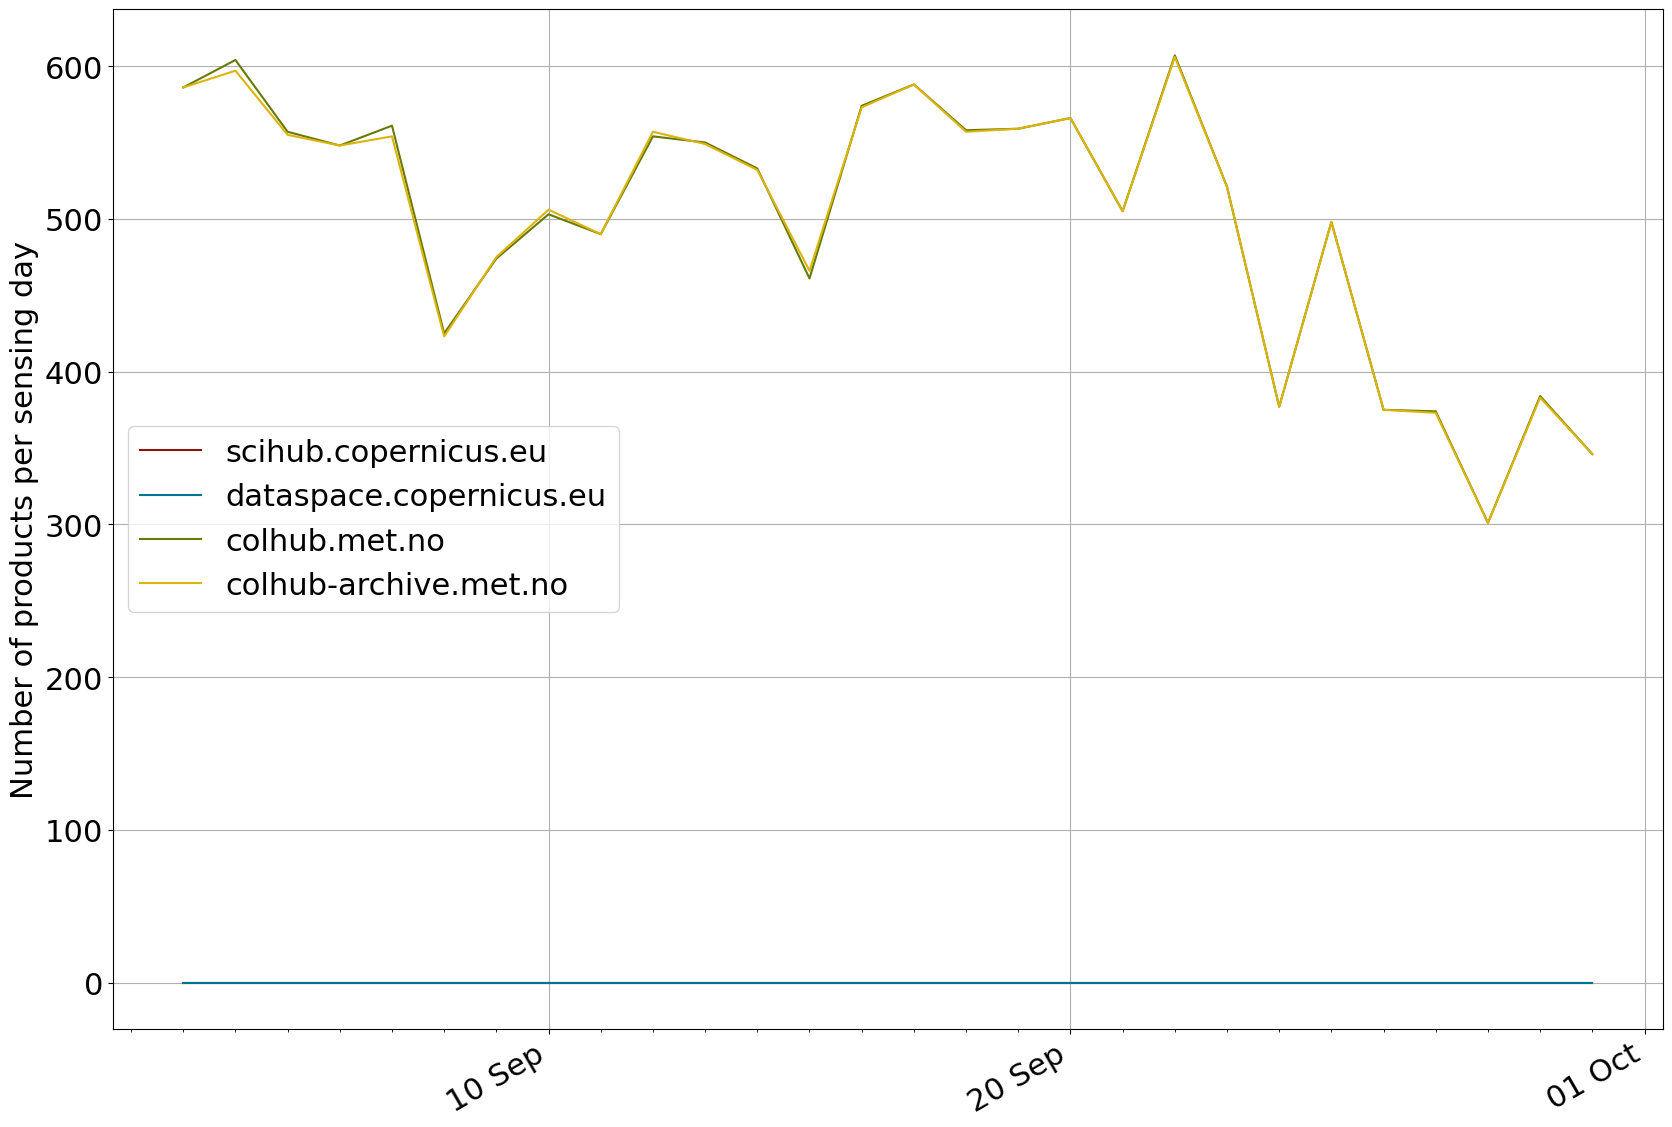 Number of products per sensing day
600
500
400
300
200
100
0
scihub.copernicus.eu
dataspace.copernicus.eu
colhub.met.no
colhub-archive.met.no
10 Sep
20 Sep
01 Oct